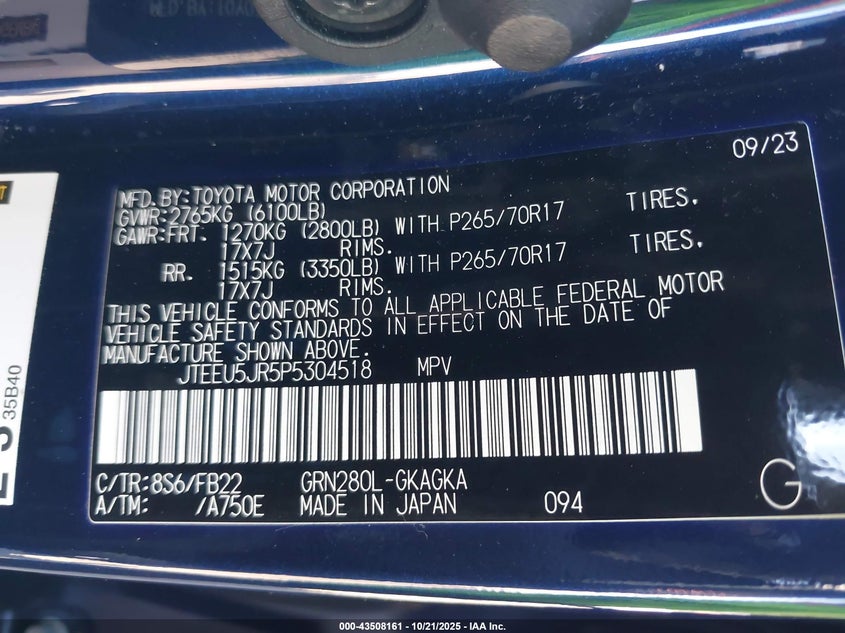 09/23
MFD.BY:TOYOTA MOTOR CORPORATION
GVWR:2765KG (6100LB)
GAWR:FRT. 1270KG (2800LB) WITH P265/70R17 TIRES,
17X7J RIMS.
RR. 1515KG (3350LB) WITH P265/70R17 TIRES,
17X7J RIMS.
THIS VEHICLE CONFORMS TO ALL APPLICABLE FEDERAL MOTOR
VEHICLE SAFETY STANDARDS IN EFFECT ON THE DATE OF
MANUFACTURE SHOWN ABOVE.
JTEEU5JR5P5304518 MPV
C/TR:8S6/FB22 GRN280L-GKAGKA
A/TM: /A750E MADE IN JAPAN 094 G
35B40
000-43508161 - 10/21/2025 - IAA Inc.